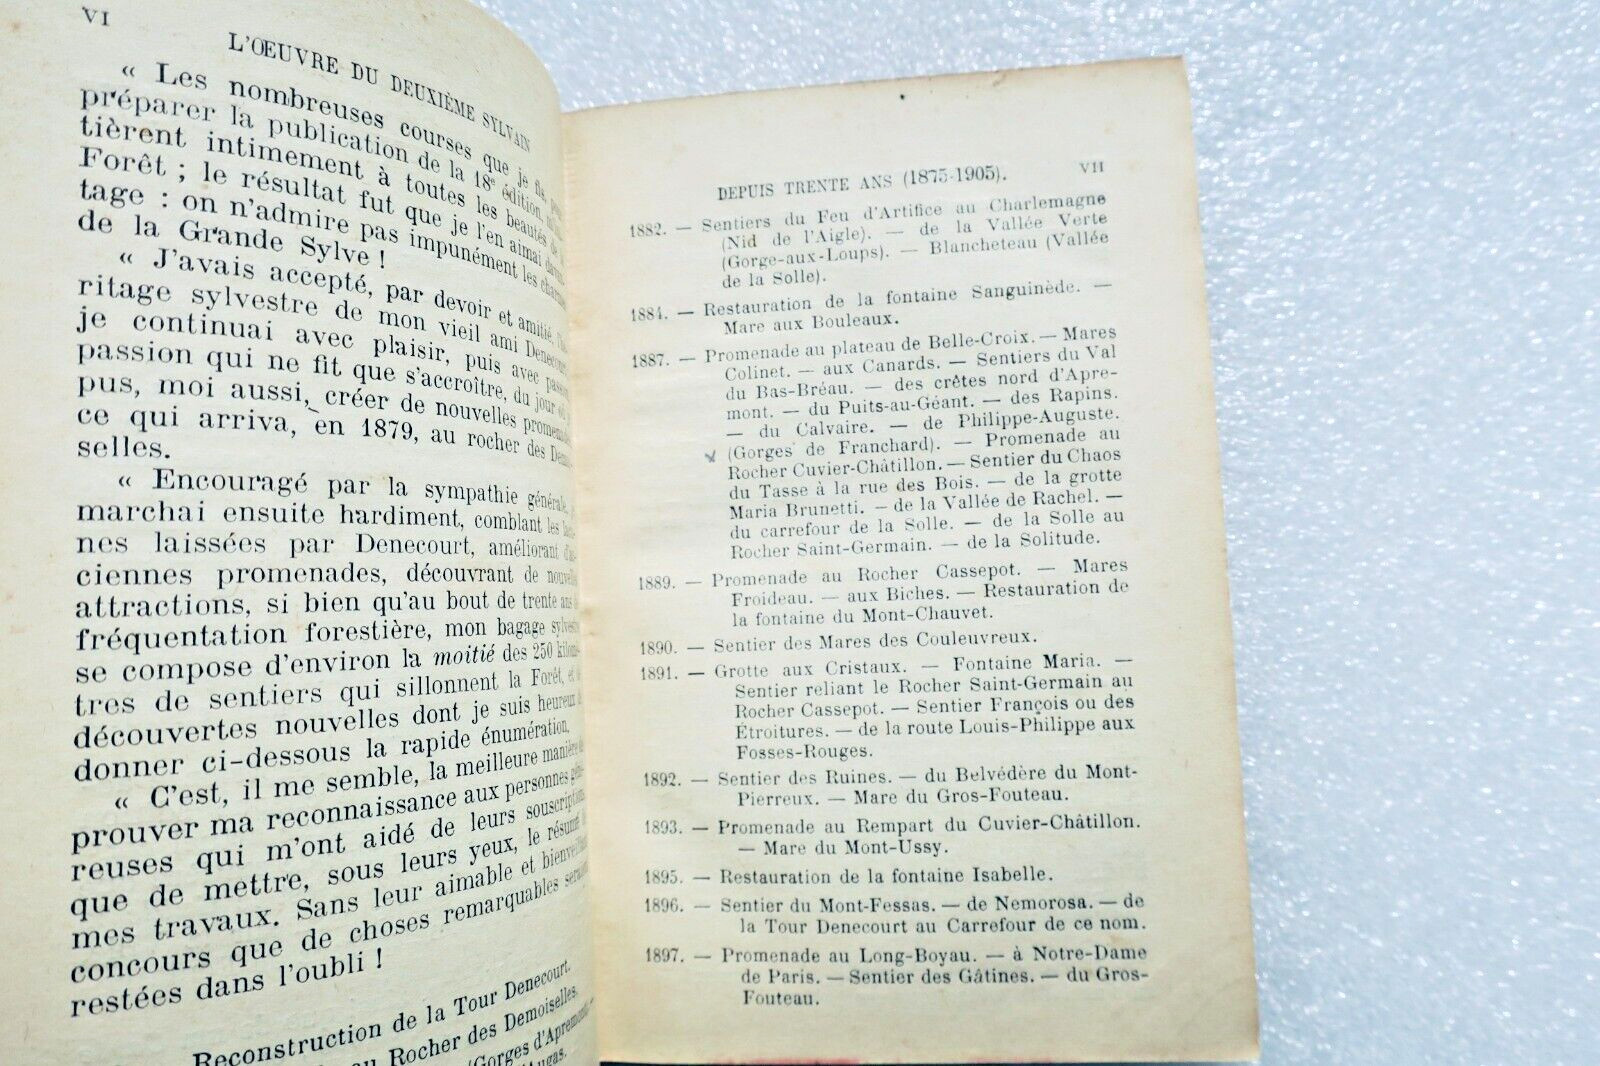 VI
L'ŒUVRE DU DEUXIÈME SYLVAIN
« Les nombreuses courses que je fis, pour
préparer la publication de la 18e édition,
tièrent intimement à toutes les beautés de la
Forêt ; le résultat fut que je l'en aimai davan-
tage : on n'admire pas impunément les charmes
de la Grande Sylve !
« J'avais accepté, par devoir et amitié, l'hé-
ritage sylvestre de mon vieil ami Denecourt,
je continuai avec plaisir, puis avec passion,
passion qui ne fit que s'accroître, du jour où je
pus, moi aussi, créer de nouvelles promenades,
ce qui arriva, en 1879, au rocher des Demoi-
selles.
« Encouragé par la sympathie générale, je
marchai ensuite hardiment, comblant les lacu-
nes laissées par Denecourt, améliorant d'an-
ciennes promenades, découvrant de nouvelles
attractions, si bien qu'au bout de trente ans de
fréquentation forestière, mon bagage sylvestre
se compose d'environ la moitié des 250 kilomè-
tres de sentiers qui sillonnent la Forêt, et de
découvertes nouvelles dont je suis heureux de
donner ci-dessous la rapide énumération.
« C'est, il me semble, la meilleure manière de
prouver ma reconnaissance aux personnes géné-
reuses qui m'ont aidé de leurs souscriptions
que de mettre, sous leurs yeux, le résumé de
mes travaux. Sans leur aimable et bienveillant
concours que de choses remarquables seraient
restées dans l'oubli !
Reconstruction de la Tour Denecourt.
au Rocher des Demoiselles.
(Gorges d'Apremont)
DEPUIS TRENTE ANS (1875-1905). VII
1882. — Sentiers du Feu d'Artifice au Charlemagne
(Nid de l'Aigle). — de la Vallée Verte
(Gorge-aux-Loups). — Blancheteau (Vallée
de la Solle).
1884. — Restauration de la fontaine Sanguinède. —
Mare aux Bouleaux.
1887. — Promenade au plateau de Belle-Croix. — Mares
Colinet. — aux Canards. — Sentiers du Val
du Bas-Bréau. — des crêtes nord d'Apre-
mont. — du Puits-au-Géant. — des Rapins.
— du Calvaire. — de Philippe-Auguste.
(Gorges de Franchard). — Promenade au
Rocher Cuvier-Châtillon. — Sentier du Chaos
du Tasse à la rue des Bois. — de la grotte
Maria Brunetti. — de la Vallée de Rachel. —
du carrefour de la Solle. — de la Solle au
Rocher Saint-Germain. — de la Solitude.
1889. — Promenade au Rocher Cassepot. — Mares
Froideau. — aux Biches. — Restauration de
la fontaine du Mont-Chauvet.
1890. — Sentier des Mares des Couleuvreux.
1891. — Grotte aux Cristaux. — Fontaine Maria. —
Sentier reliant le Rocher Saint-Germain au
Rocher Cassepot. — Sentier François ou des
Étroitures. — de la route Louis-Philippe aux
Fosses-Rouges.
1892. — Sentier des Ruines. — du Belvédère du Mont-
Pierreux. — Mare du Gros-Fouteau.
1893. — Promenade au Rempart du Cuvier-Châtillon.
— Mare du Mont-Ussy.
1895. — Restauration de la fontaine Isabelle.
1896. — Sentier du Mont-Fessas. — de Nemorosa. — de
la Tour Denecourt au Carrefour de ce nom.
1897. — Promenade au Long-Boyau. — à Notre-Dame
de Paris. — Sentier des Gâtines. — du Gros-
Fouteau.